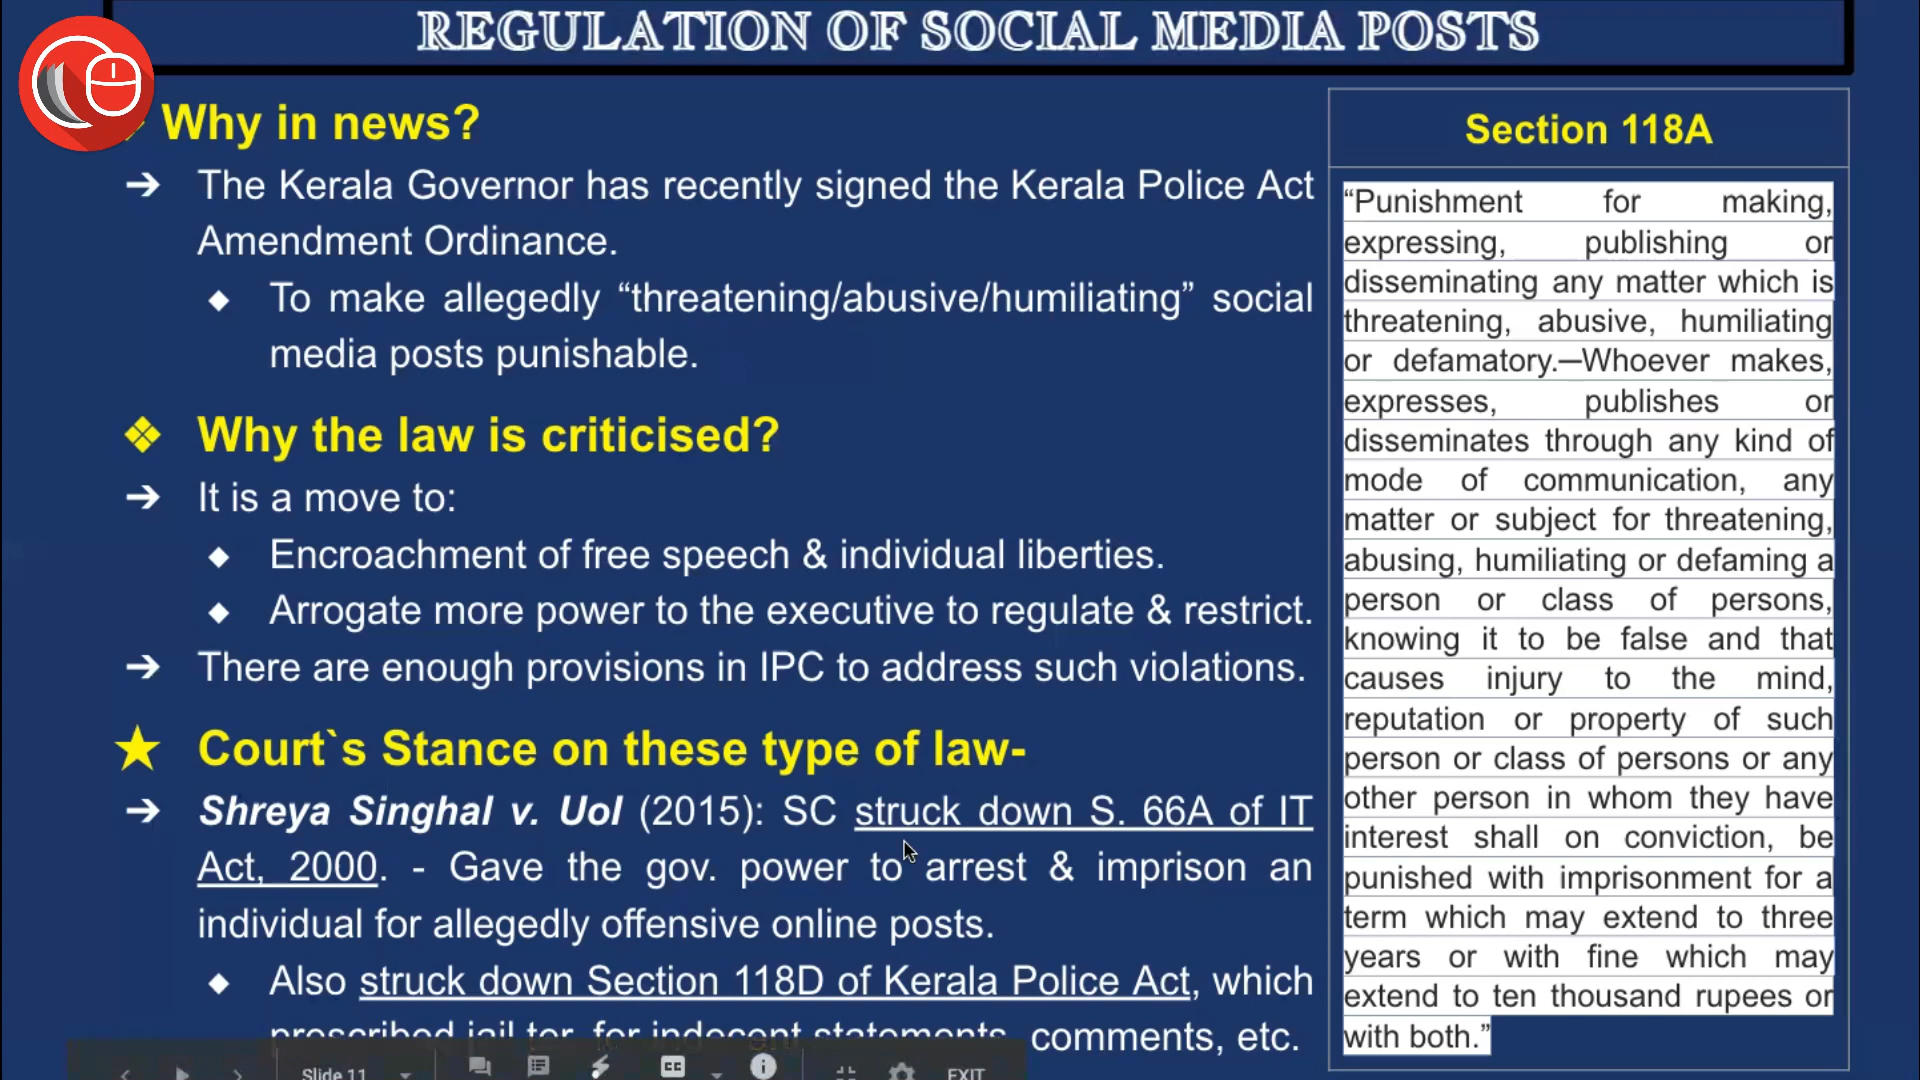 REGULATION OF SOCIAL MEDIA POSTS
Why in news?
➔ The Kerala Governor has recently signed the Kerala Police Act
Amendment Ordinance.
◆ To make allegedly “threatening/abusive/humiliating” social
media posts punishable.
❖ Why the law is criticised?
➔ It is a move to:
◆ Encroachment of free speech & individual liberties.
◆ Arrogate more power to the executive to regulate & restrict.
➔ There are enough provisions in IPC to address such violations.
★ Court`s Stance on these type of law-
➔ Shreya Singhal v. UoI (2015): SC struck down S. 66A of IT
Act, 2000. - Gave the gov. power to arrest & imprison an
individual for allegedly offensive online posts.
◆ Also struck down Section 118D of Kerala Police Act, which
prescribed jail for indecent statements, comments, etc.
Section 118A
“Punishment for making,
expressing, publishing or
disseminating any matter which is
threatening, abusive, humiliating
or defamatory.—Whoever makes,
expresses, publishes or
disseminates through any kind of
mode of communication, any
matter or subject for threatening,
abusing, humiliating or defaming a
person or class of persons,
knowing it to be false and that
causes injury to the mind,
reputation or property of such
person or class of persons or any
other person in whom they have
interest shall on conviction, be
punished with imprisonment for a
term which may extend to three
years or with fine which may
extend to ten thousand rupees or
with both.”
Slide 11
CC
EXIT